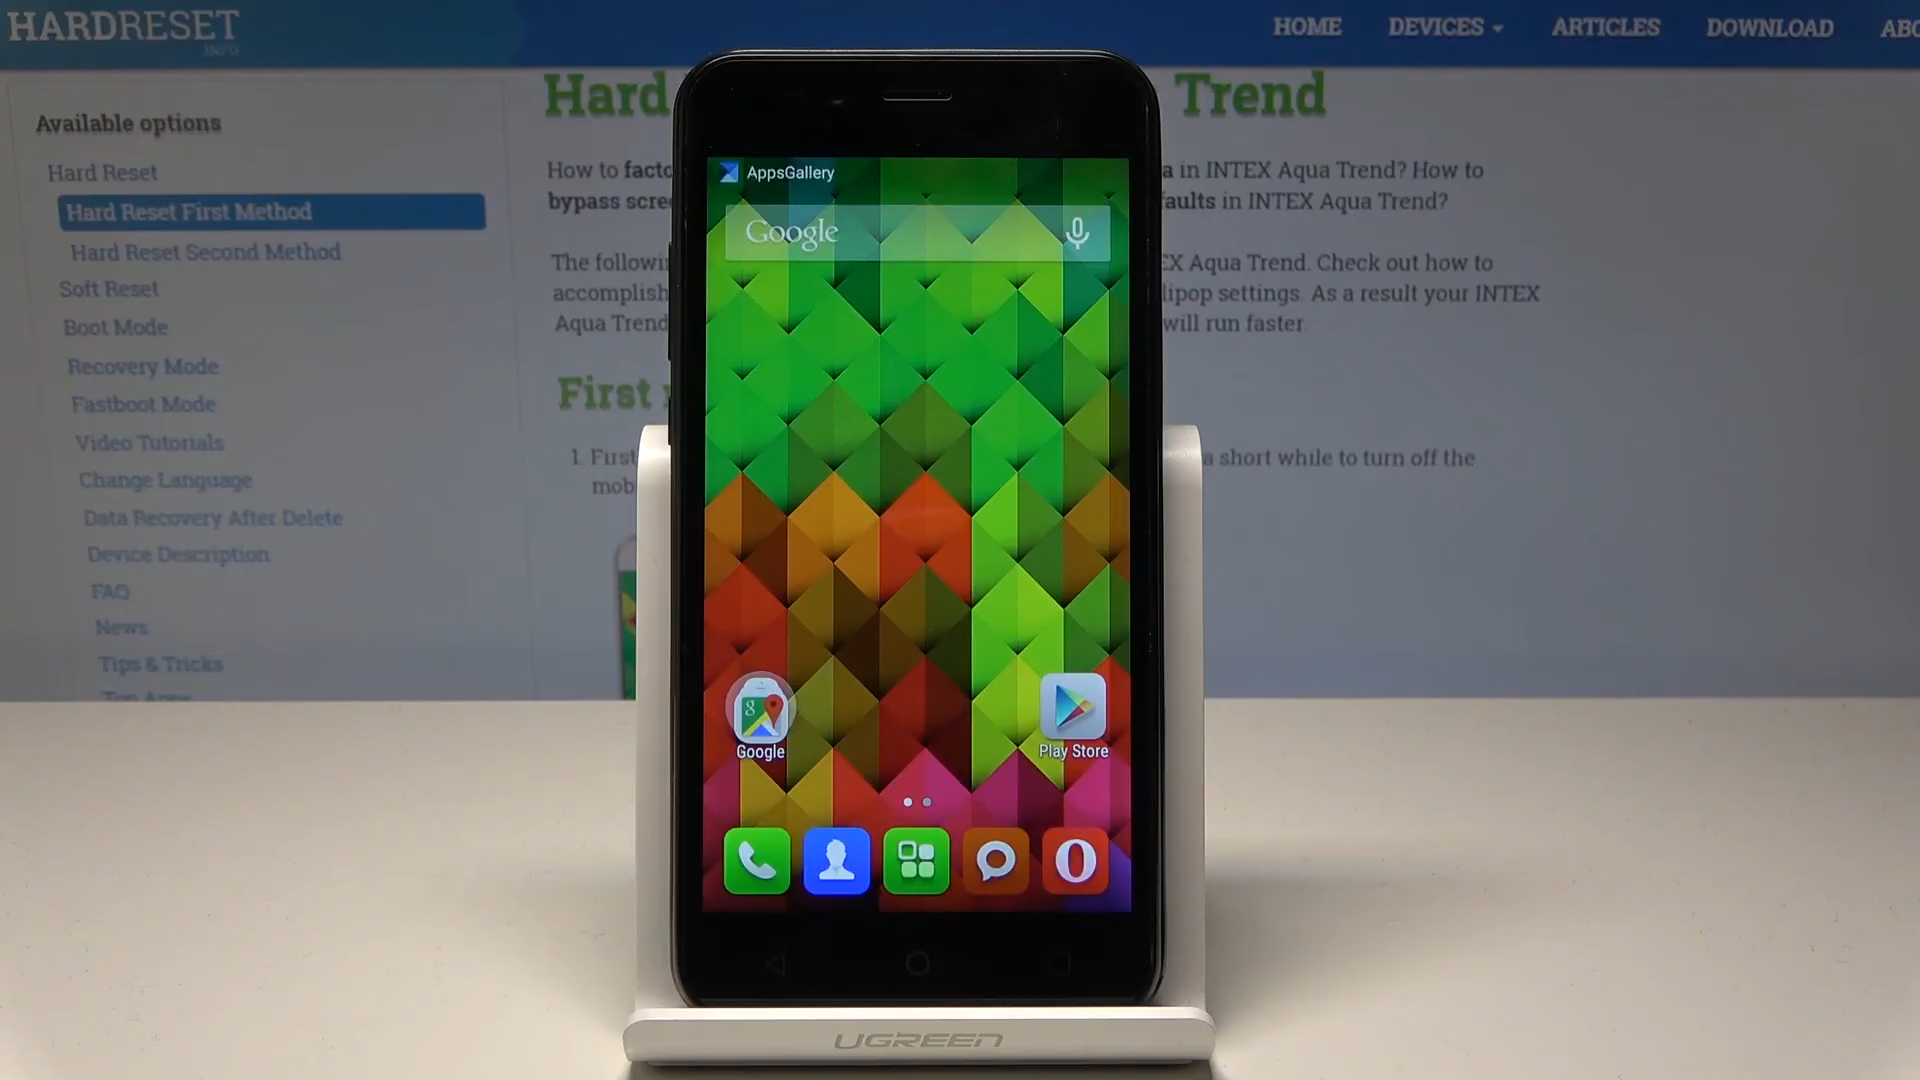 HARDRESET
INFO
HOME DEVICES ARTICLES DOWNLOAD ABO
Available options
Hard Reset
Hard Reset First Method
Hard Reset Second Method
Soft Reset
Boot Mode
Recovery Mode
Fastboot Mode
Video Tutorials
Change Language
Data Recovery After Delete
Device Description
FAQ
News
Tips & Tricks
Top Apps
Hard Trend
How to facto a in INTEX Aqua Trend? How to
bypass scre faults in INTEX Aqua Trend?
The followi EX Aqua Trend. Check out how to
accomplish lipop settings. As a result your INTEX
Aqua Trend will run faster.
First
1. First a short while to turn off the
mob
AppsGallery
Google
g
Google
Play Store
UGREEN